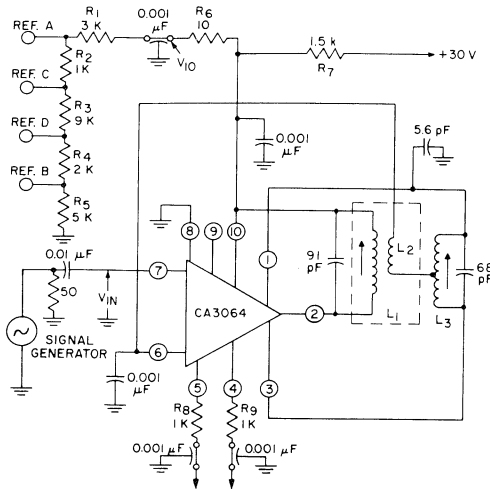 REF. A
R1
3 K
0.001
μF
V10
R6
10
1.5 k
R7
+30 V
R2
1K
REF. C
R3
9 K
REF. D
R4
2 K
REF. B
R5
5 K
0.001
μF
5.6 pF
8
9
10
1
91
pF
L2
L1
L3
68
pF
0.01 μF
7
VIN
50
SIGNAL
GENERATOR
CA3064
2
6
0.001
μF
5
4
3
R8
1K
R9
1K
0.001
μF
0.001
μF